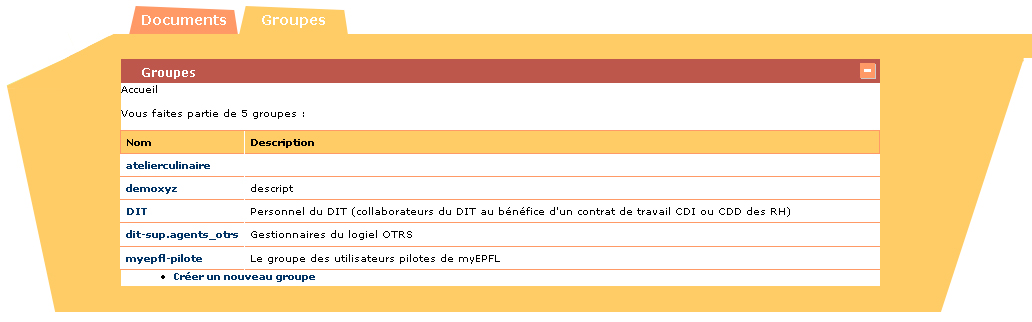 Documents Groupes
Groupes
Accueil
Vous faites partie de 5 groupes :
Nom Description
atelierculinaire
demoxyz descript
DIT Personnel du DIT (collaborateurs du DIT au bénéfice d'un contrat de travail CDI ou CDD des RH)
dit-sup.agents_otrs Gestionnaires du logiel OTRS
myepfl-pilote Le groupe des utilisateurs pilotes de myEPFL
• Créer un nouveau groupe